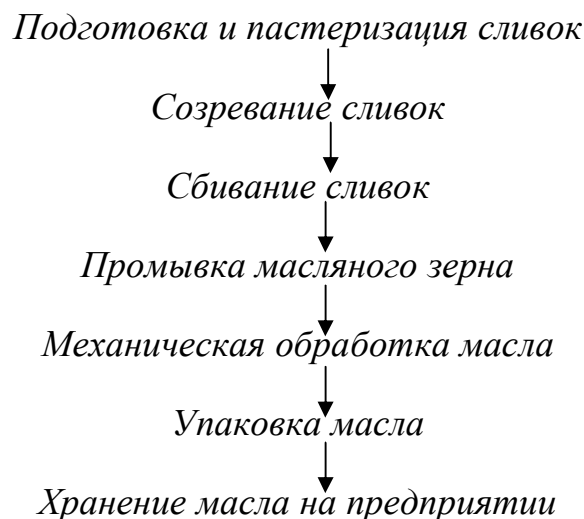 Подготовка и пастеризация сливок
Созревание сливок
Сбивание сливок
Промывка масляного зерна
Механическая обработка масла
Упаковка масла
Хранение масла на предприятии